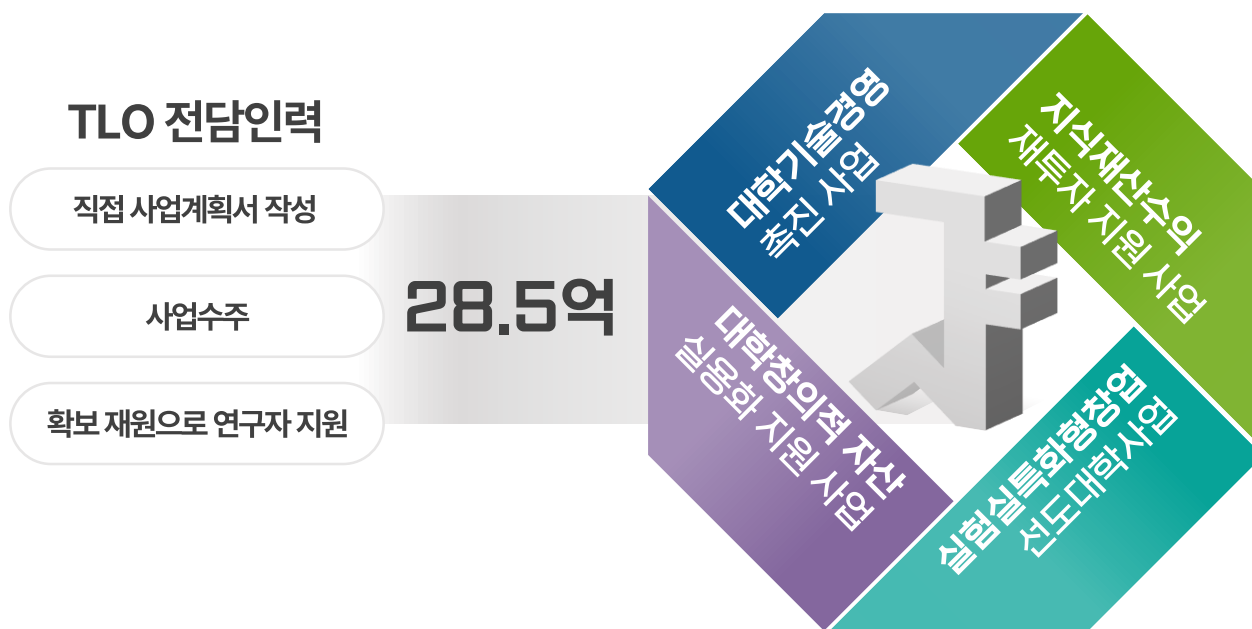 TLO 전담인력
직접 사업계획서 작성
사업수주
확보 재원으로 연구자 지원
28.5억
대학기술경영
촉진 사업
지식재산수익
재투자 지원 사업
대학창의적 자산
실용화 지원 사업
실험실특화형창업
선도대학사업